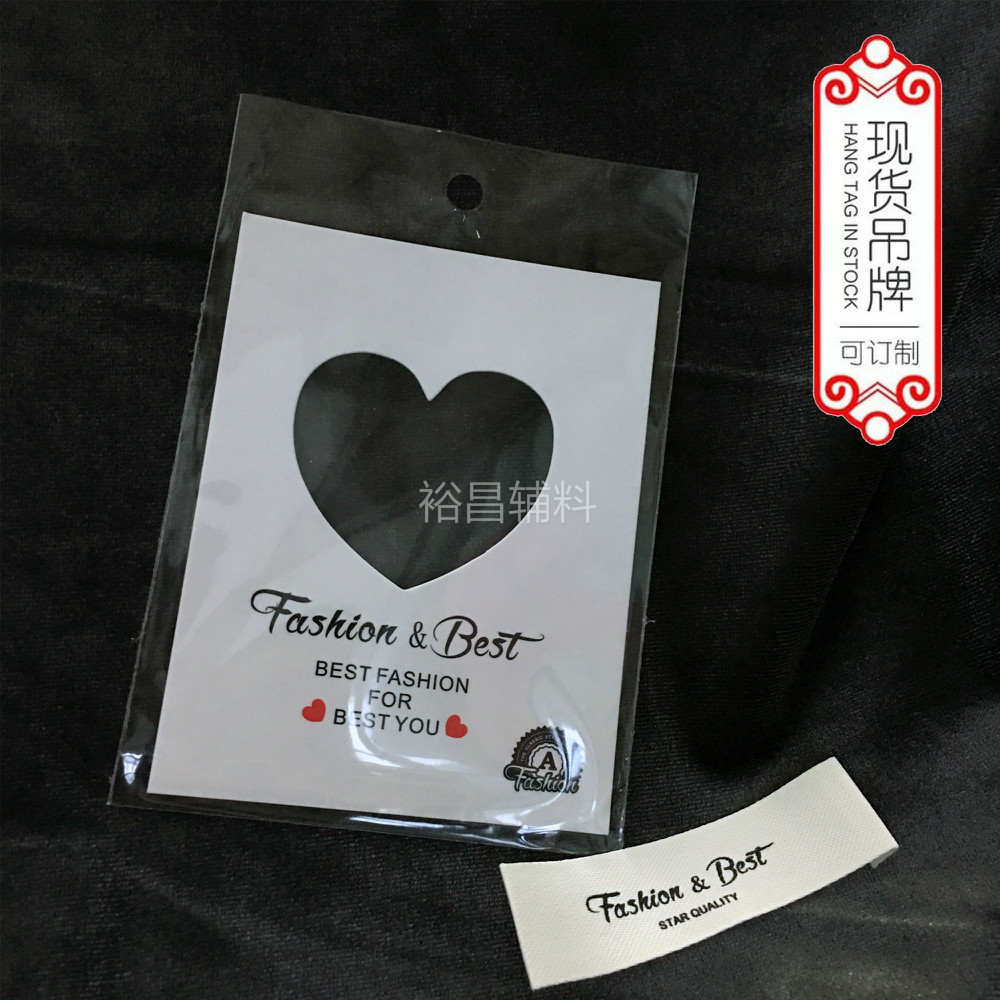 现货吊牌
HANG TAG IN STOCK
可订制
裕昌辅料
Fashion & Best
BEST FASHION
FOR
BEST YOU
A
Fashion
Fashion & Best
STAR QUALITY